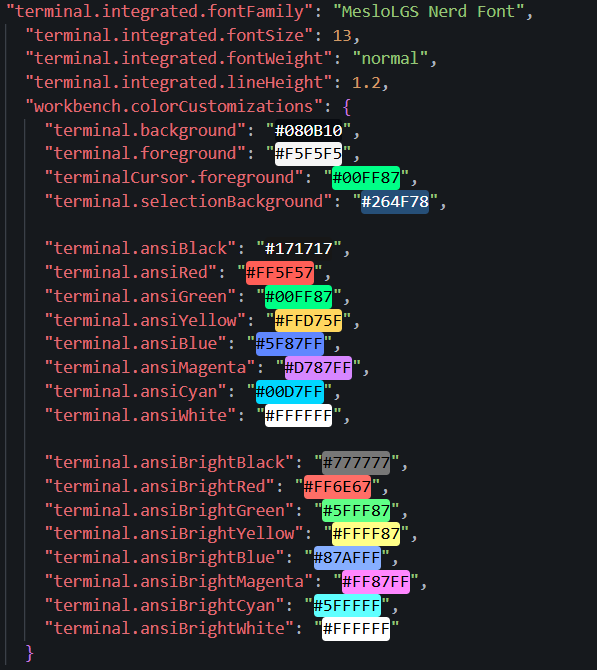 "terminal.integrated.fontFamily": "MesloLGS Nerd Font",
"terminal.integrated.fontSize": 13,
"terminal.integrated.fontWeight": "normal",
"terminal.integrated.lineHeight": 1.2,
"workbench.colorCustomizations": {
"terminal.background": "#080B10",
"terminal.foreground": "#F5F5F5",
"terminalCursor.foreground": "#00FF87",
"terminal.selectionBackground": "#264F78",
"terminal.ansiBlack": "#171717",
"terminal.ansiRed": "#FF5F57",
"terminal.ansiGreen": "#00FF87",
"terminal.ansiYellow": "#FFD75F",
"terminal.ansiBlue": "#5F87FF",
"terminal.ansiMagenta": "#D787FF",
"terminal.ansiCyan": "#00D7FF",
"terminal.ansiWhite": "#FFFFFF",
"terminal.ansiBrightBlack": "#777777",
"terminal.ansiBrightRed": "#FF6E67",
"terminal.ansiBrightGreen": "#5FFF87",
"terminal.ansiBrightYellow": "#FFFF87",
"terminal.ansiBrightBlue": "#87AFFF",
"terminal.ansiBrightMagenta": "#FF87FF",
"terminal.ansiBrightCyan": "#5FFFFF",
"terminal.ansiBrightWhite": "#FFFFFF"
}